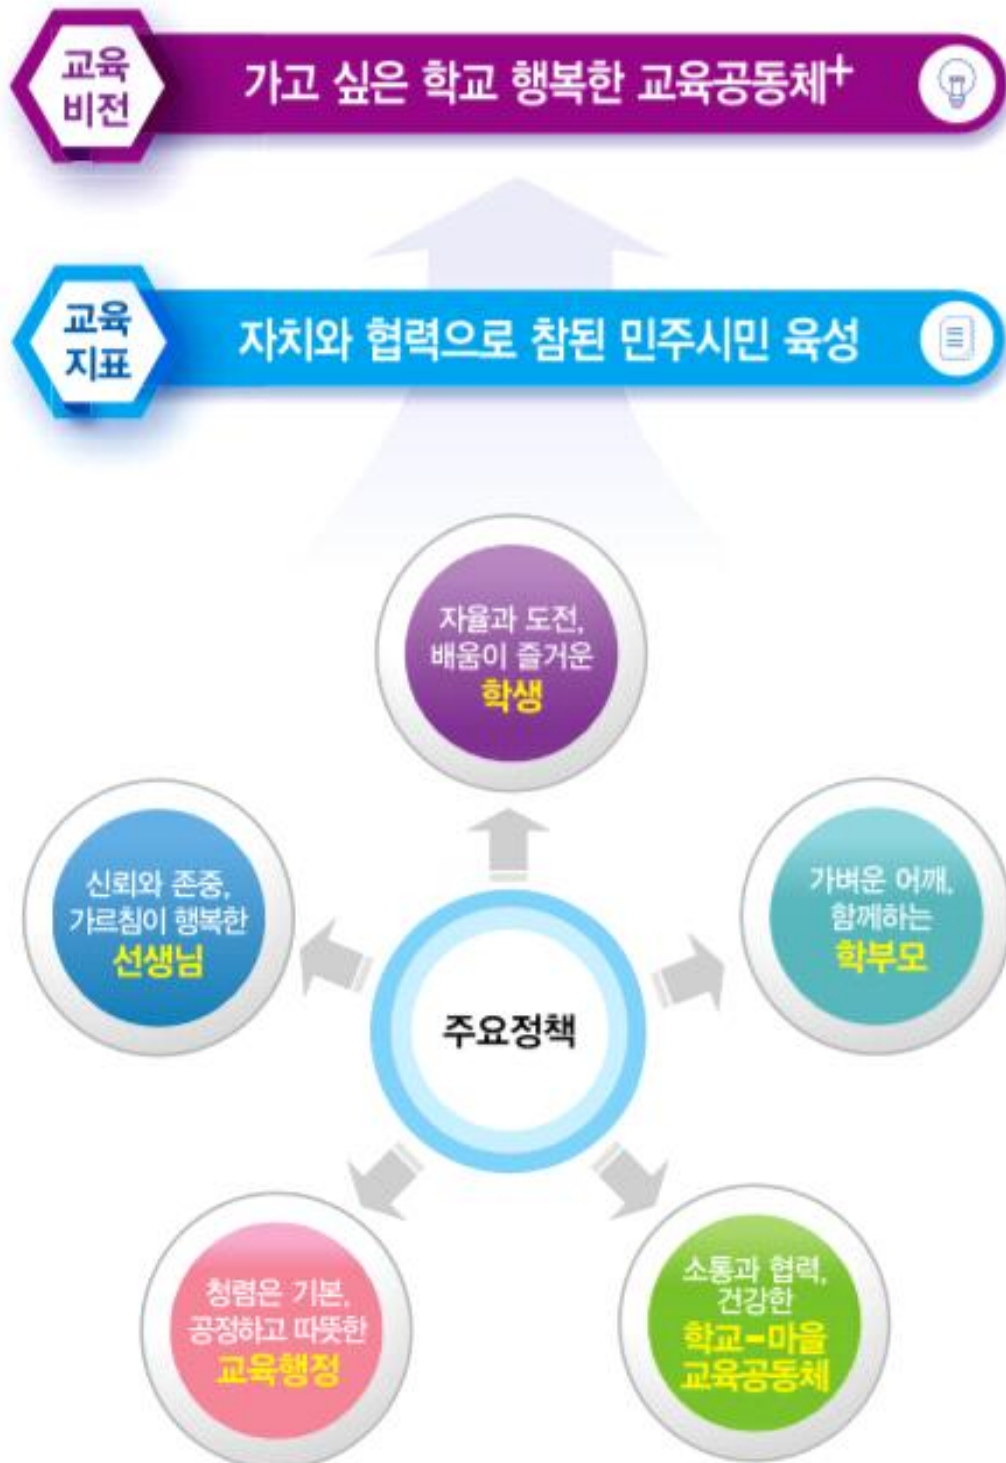 교육
비전
가고 싶은 학교 행복한 교육공동체+
교육
지표
자치와 협력으로 참된 민주시민 육성
자율과 도전,
배움이 즐거운
학생
신뢰와 존중,
가르침이 행복한
선생님
가벼운 어깨,
함께하는
학부모
주요정책
청렴은 기본,
공정하고 따뜻한
교육행정
소통과 협력,
건강한
학교-마을
교육공동체